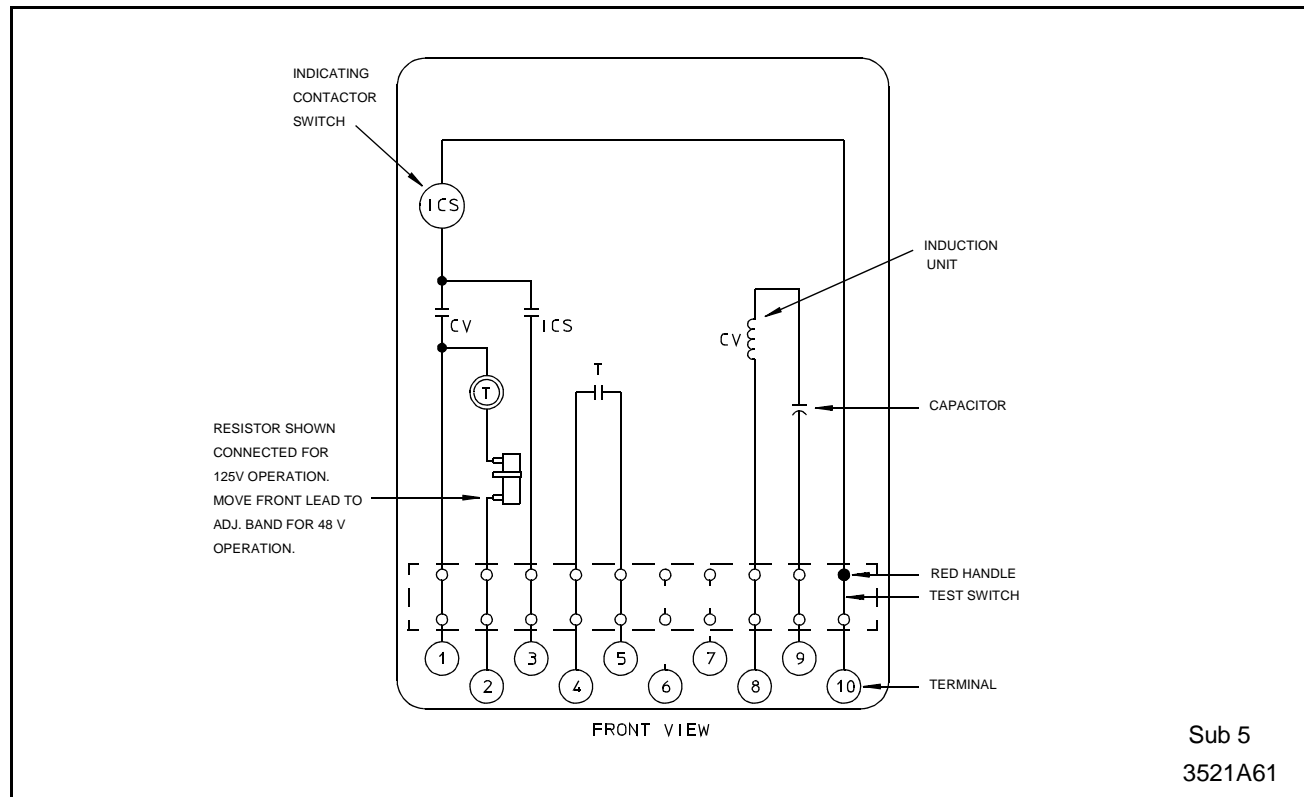 INDICATING
CONTACTOR
SWITCH
ICS
INDUCTION
UNIT
CV
ICS
CV
T
T
CAPACITOR
RESISTOR SHOWN
CONNECTED FOR
125V OPERATION.
MOVE FRONT LEAD TO
ADJ. BAND FOR 48 V
OPERATION.
RED HANDLE
TEST SWITCH
1
2
3
4
5
6
7
8
9
10
TERMINAL
FRONT VIEW
Sub 5
3521A61